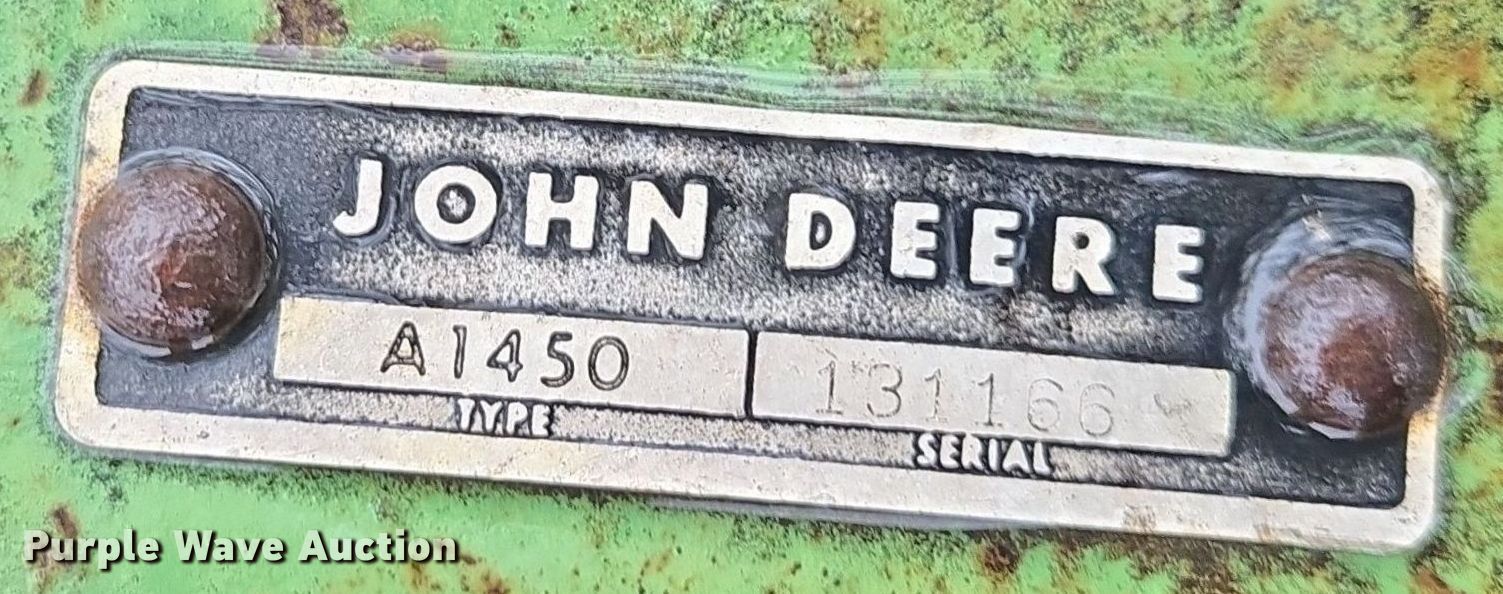 JOHN DEERE
A1450 131166
TYPE SERIAL
Purple Wave Auction